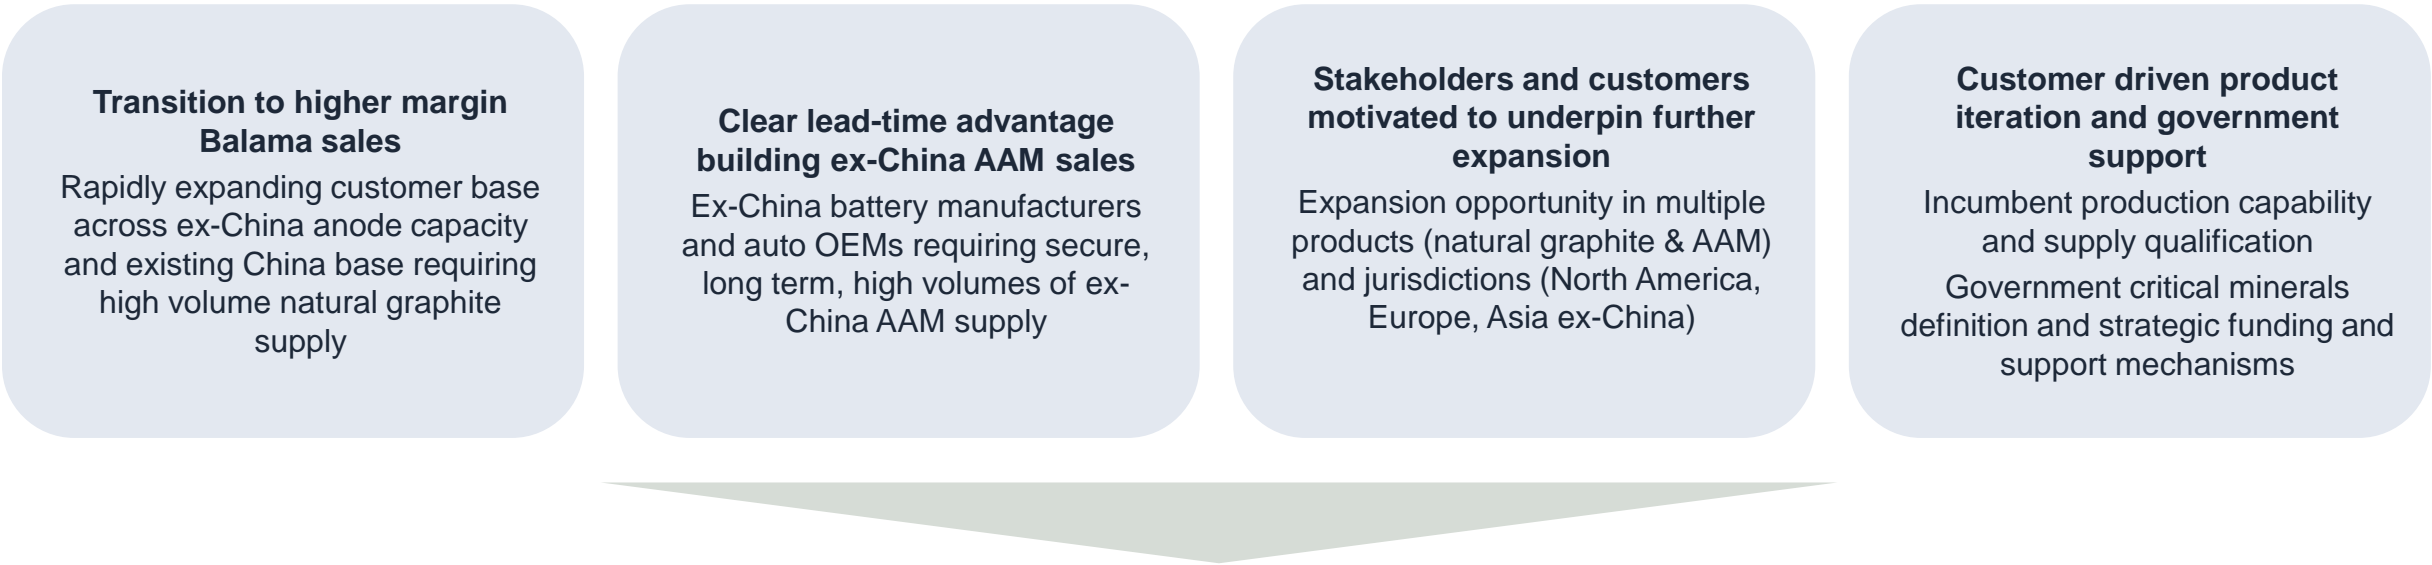 Transition to higher margin
Balama sales
Rapidly expanding customer base
across ex-China anode capacity
and existing China base requiring
high volume natural graphite
supply
Clear lead-time advantage
building ex-China AAM sales
Ex-China battery manufacturers
and auto OEMs requiring secure,
long term, high volumes of ex-
China AAM supply
Stakeholders and customers
motivated to underpin further
expansion
Expansion opportunity in multiple
products (natural graphite & AAM)
and jurisdictions (North America,
Europe, Asia ex-China)
Customer driven product
iteration and government
support
Incumbent production capability
and supply qualification
Government critical minerals
definition and strategic funding and
support mechanisms